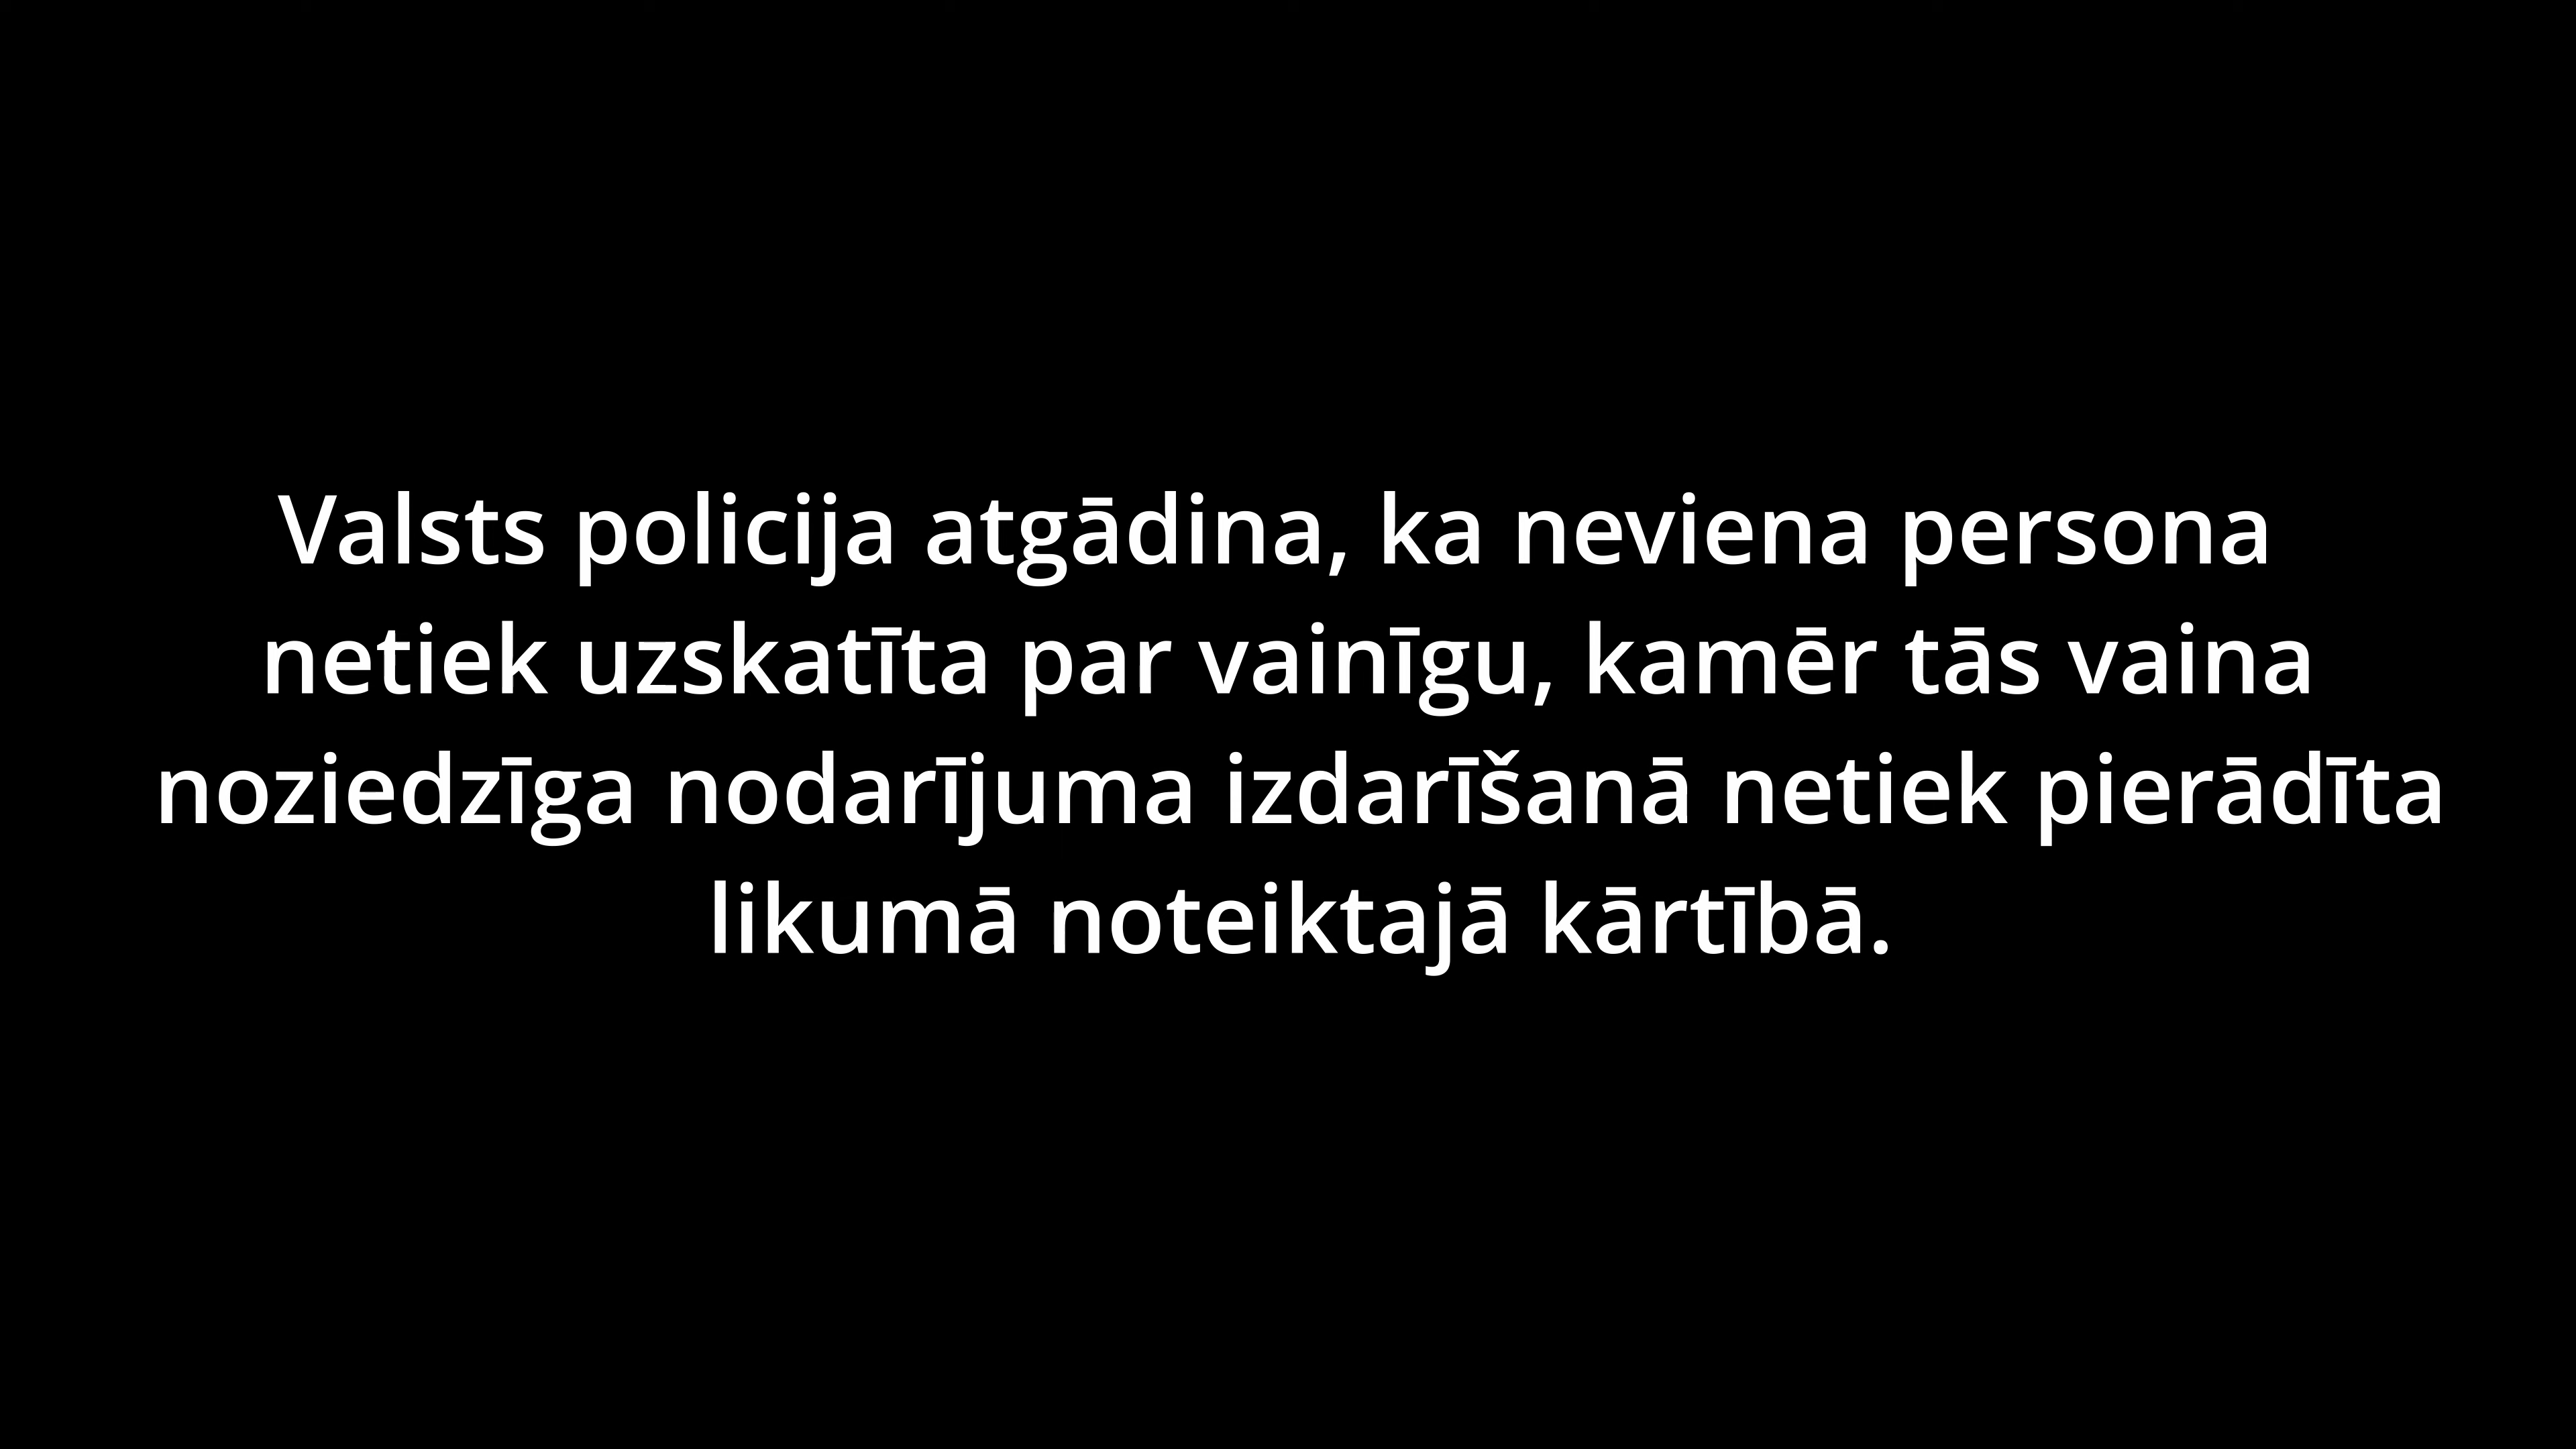 Valsts policija atgādina, ka neviena persona
netiek uzskatīta par vainīgu, kamēr tās vaina
noziedzīga nodarījuma izdarīšanā netiek pierādīta
likumā noteiktajā kārtībā.